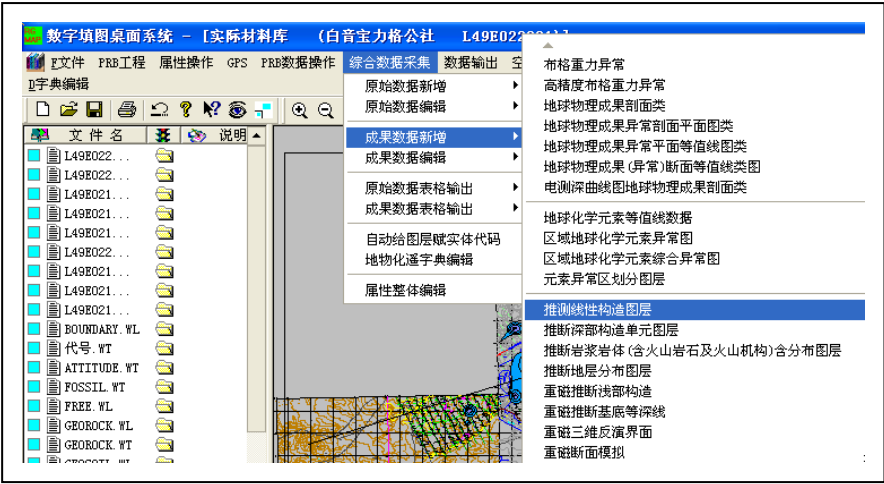 RG
MAP
数字填图桌面系统 - [实际材料库 (白音宝力格公社 L49E022
F文件 PRB工程 属性操作 GPS PRB数据操作 综合数据采集 数据输出
D字典编辑
文件名 说明
L49E022...
L49E022...
L49E021...
L49E021...
L49E021...
L49E022...
L49E021...
L49E021...
L49E021...
BOUNDARY.WL
代号.WT
ATTITUDE.WT
FOSSIL.WT
FREE.WL
GEOROCK.WL
GEOROCK.WT
原始数据新增
原始数据编辑
成果数据新增
成果数据编辑
原始数据表格输出
成果数据表格输出
自动给图层赋实体代码
地物化遥字典编辑
属性整体编辑
布格重力异常
高精度布格重力异常
地球物理成果剖面类
地球物理成果异常剖面平面图类
地球物理成果异常平面等值线图类
地球物理成果(异常)断面等值线类图
电测深曲线图地球物理成果剖面类
地球化学元素等值线数据
区域地球化学元素异常图
区域地球化学元素综合异常图
元素异常区划分图层
推测线性构造图层
推断深部构造单元图层
推断岩浆岩体(含火山岩石及火山机构)含分布图层
推断地层分布图层
重磁推断浅部构造
重磁推断基底等深线
重磁三维反演界面
重磁断面模拟